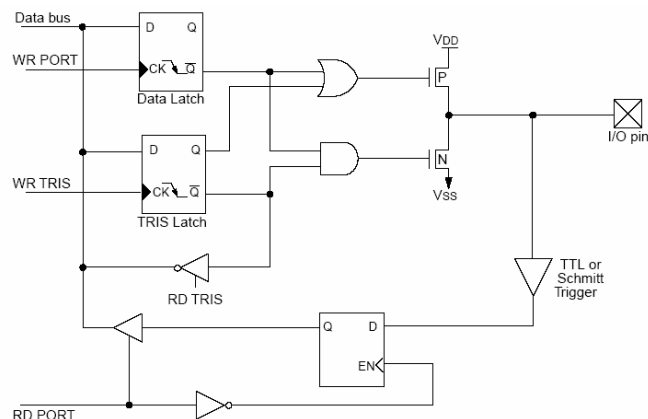 Data bus
D Q
WR PORT
CK Q
Data Latch
VDD
P
I/O pin
D Q
N
WR TRIS
CK Q
VSS
TRIS Latch
RD TRIS
TTL or
Schmitt
Trigger
Q D
EN
RD PORT